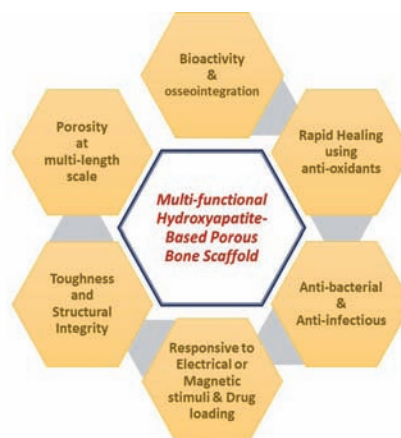 Bioactivity
&
osseointegration
Rapid Healing
using
anti-oxidants
Anti-bacterial
&
Anti-infectious
Responsive to
Electrical or
Magnetic
stimuli & Drug
loading
Toughness
and
Structural
Integrity
Porosity
at
multi-length
scale
Multi-functional
Hydroxyapatite-
Based Porous
Bone Scaffold